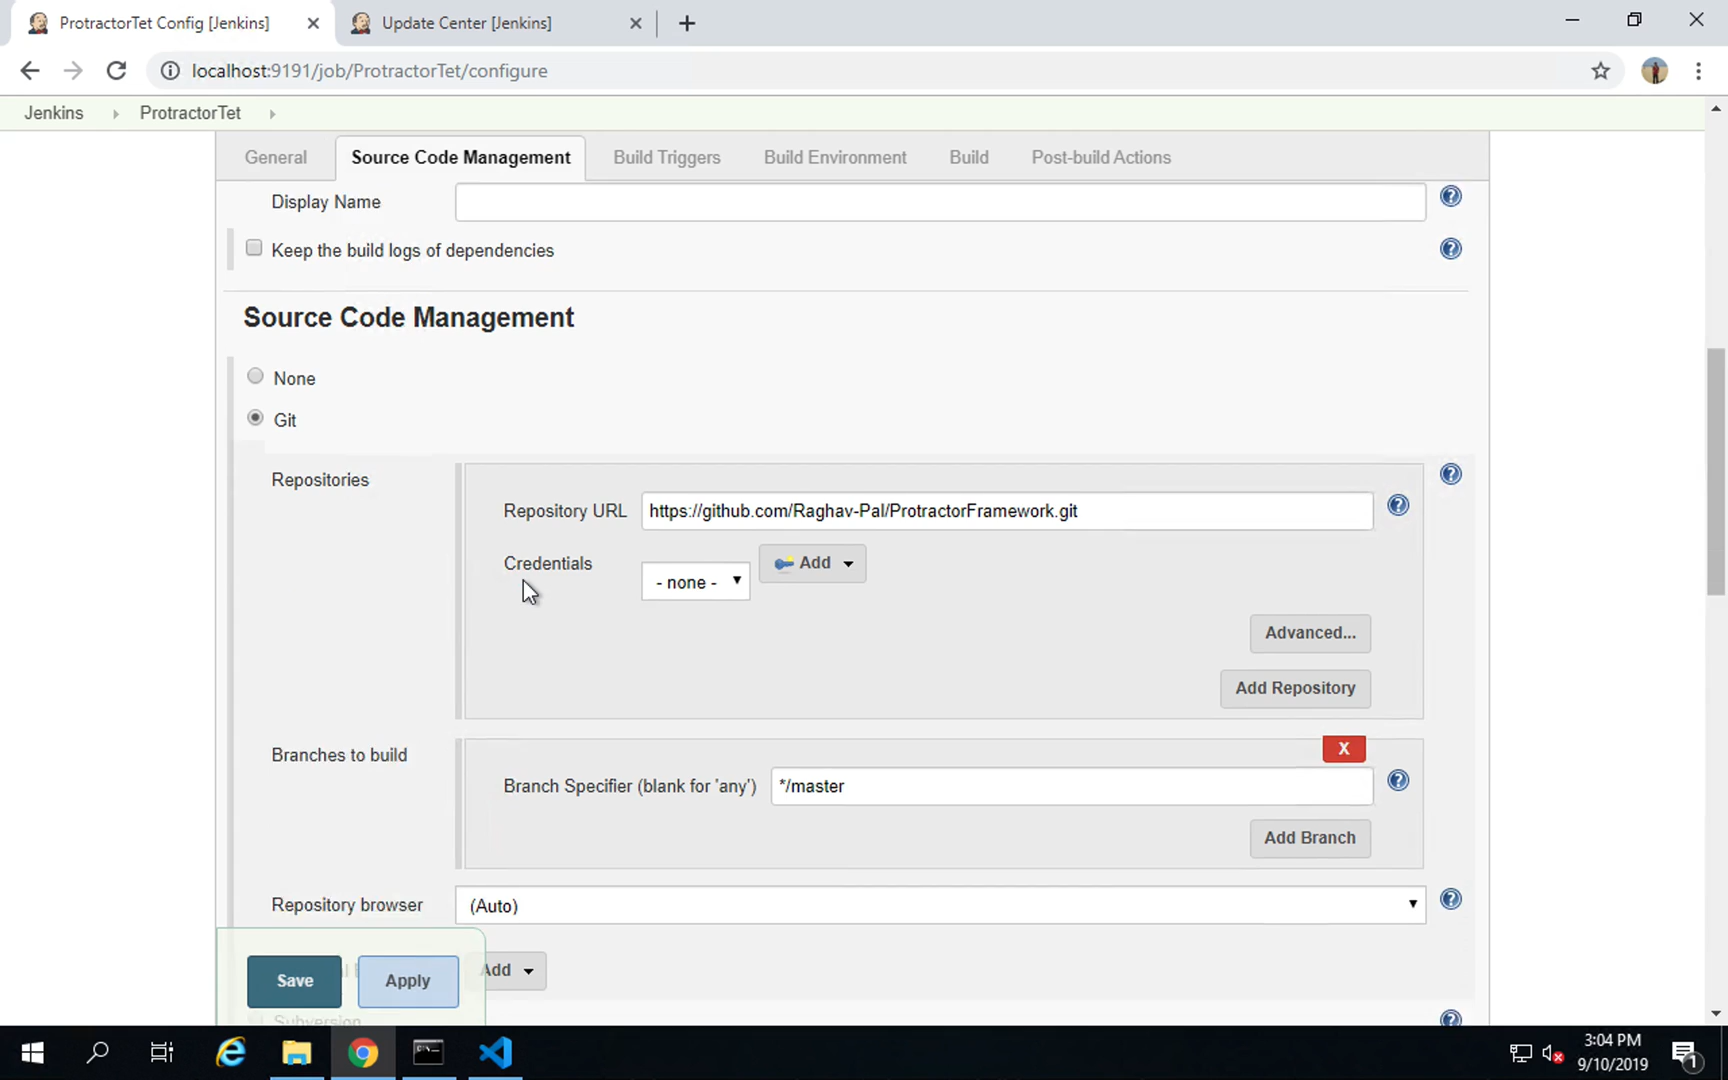 ProtractorTet Config [Jenkins]
Update Center [Jenkins]
localhost:9191/job/ProtractorTet/configure
Jenkins
ProtractorTet
General
Source Code Management
Build Triggers
Build Environment
Build
Post-build Actions
Display Name
Keep the build logs of dependencies
Source Code Management
None
Git
Repositories
Repository URL
https://github.com/Raghav-Pal/ProtractorFramework.git
Credentials
- none -
Add
Advanced...
Add Repository
Branches to build
X
Branch Specifier (blank for 'any')
*/master
Add Branch
Repository browser
(Auto)
Save
Apply
Add
Subversion
3:04 PM
9/10/2019
1